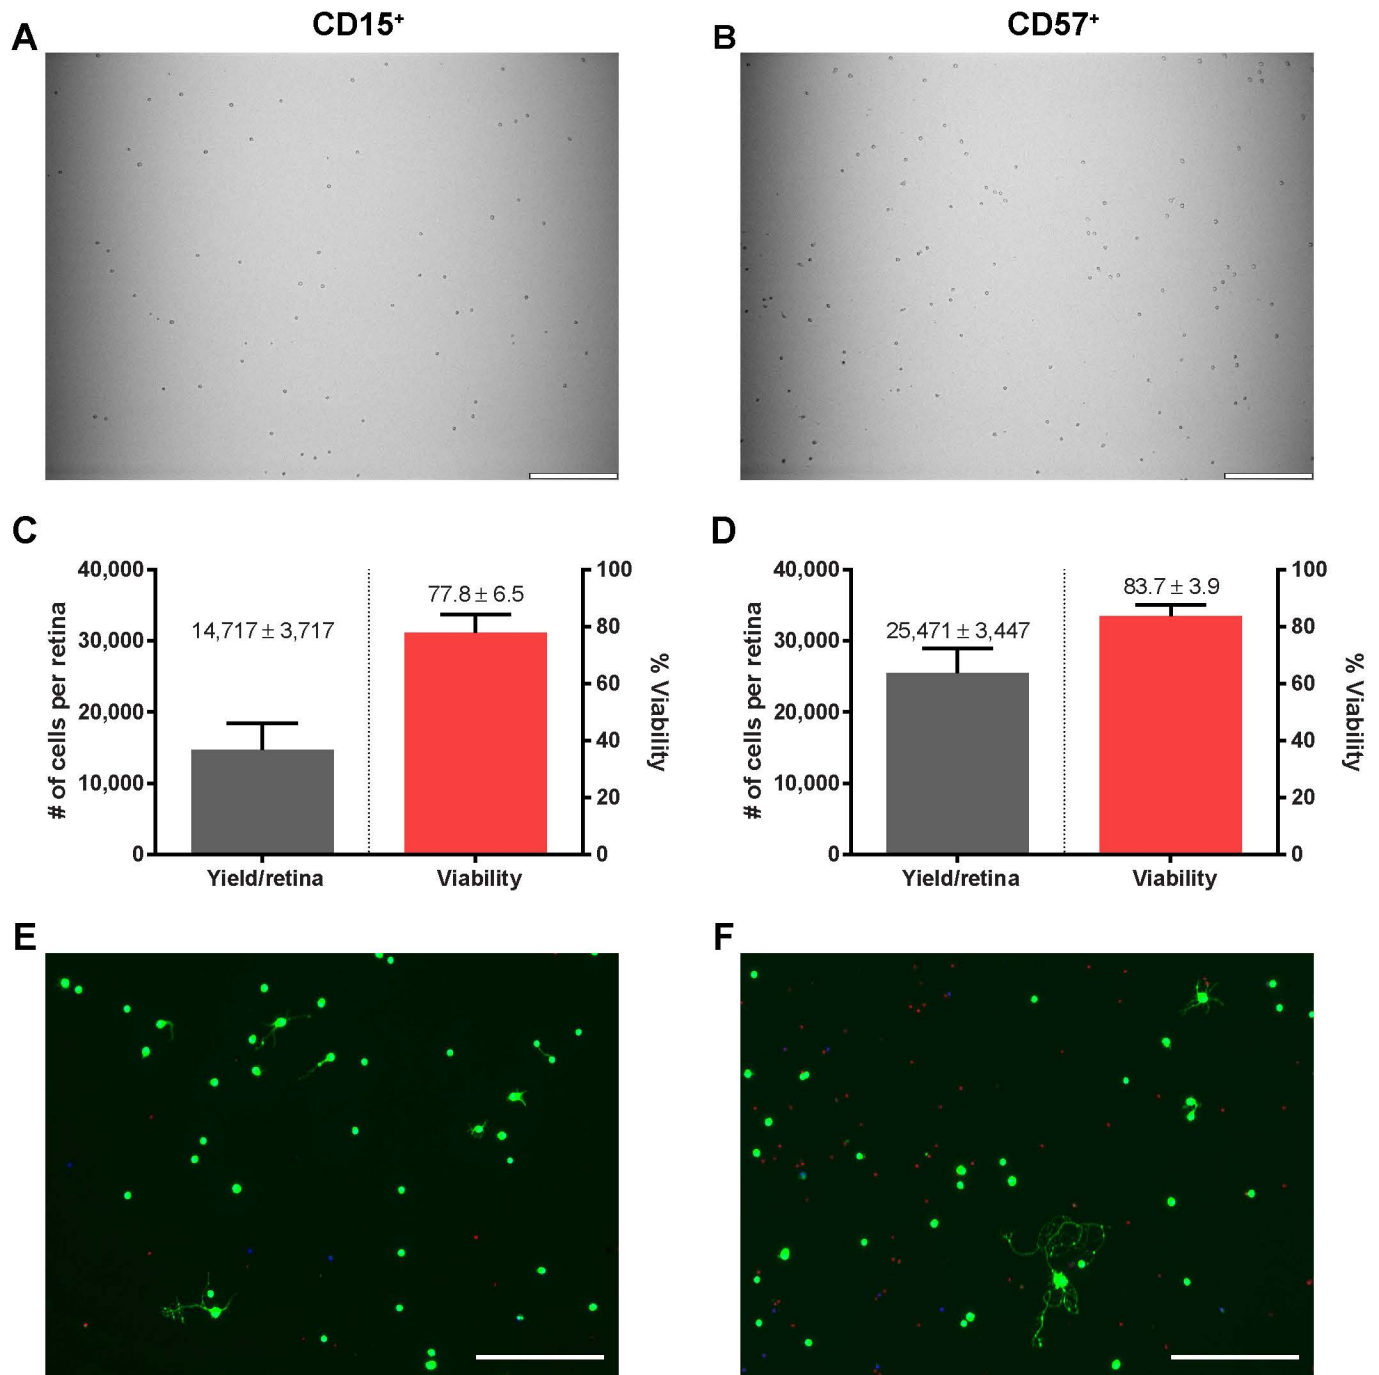 CD15+
CD57+
A
B
C
40,000
30,000
20,000
10,000
0
# of cells per retina
14,717 ± 3,717
77.8 ± 6.5
100
80
60
40
20
0
% Viability
Yield/retina
Viability
D
40,000
30,000
20,000
10,000
0
# of cells per retina
25,471 ± 3,447
83.7 ± 3.9
100
80
60
40
20
0
% Viability
Yield/retina
Viability
E
F